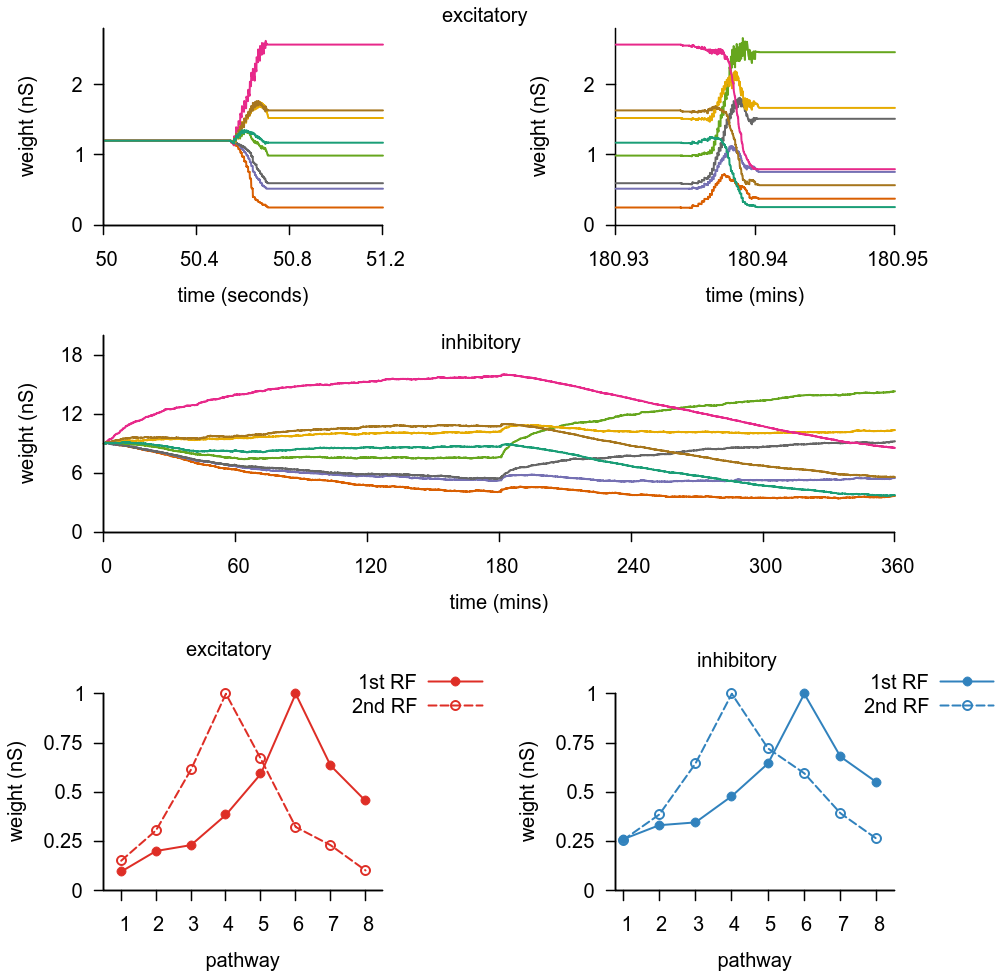 excitatory
weight (nS)
2
1
0
50 50.4 50.8 51.2
time (seconds)
weight (nS)
2
1
0
180.93 180.94 180.95
time (mins)
inhibitory
weight (nS)
18
12
6
0
0 60 120 180 240 300 360
time (mins)
excitatory
1st RF
2nd RF
weight (nS)
1
0.75
0.5
0.25
0
1 2 3 4 5 6 7 8
pathway
inhibitory
1st RF
2nd RF
weight (nS)
1
0.75
0.5
0.25
0
1 2 3 4 5 6 7 8
pathway